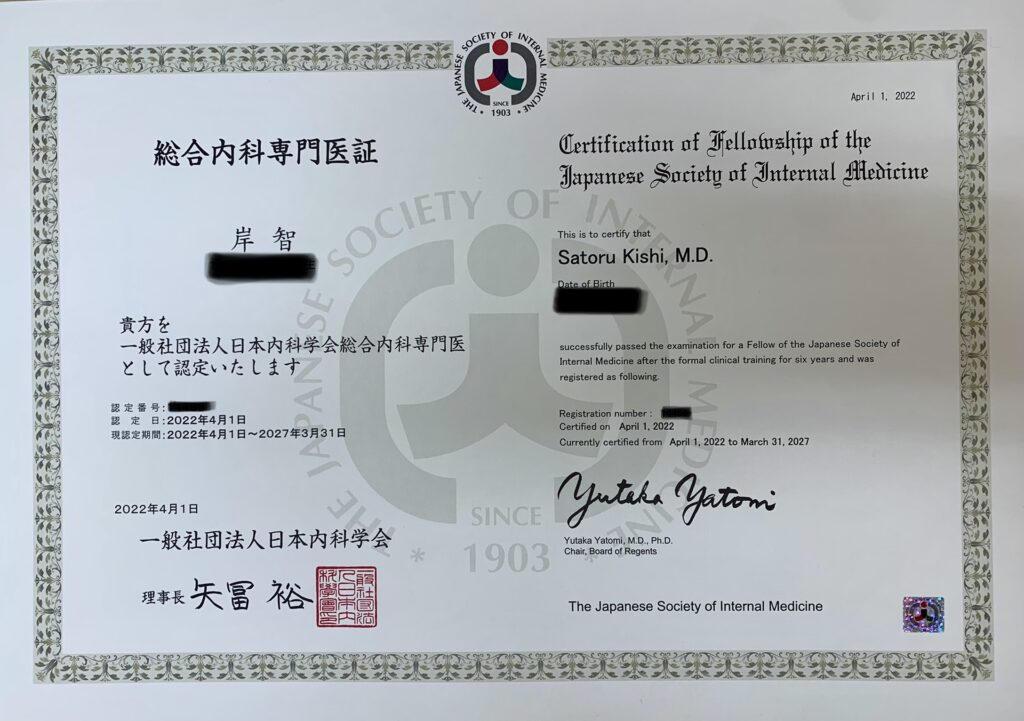 THE JAPANESE SOCIETY OF INTERNAL MEDICINE
SINCE
1903
総合内科専門医証
岸 智
貴方を
一般社団法人日本内科学会総合内科専門医
として認定いたします
認定番号:
認 定 日:2022年4月1日
現認定期間:2022年4月1日～2027年3月31日
2022年4月1日
一般社団法人日本内科学会
理事長 矢冨 裕
April 1, 2022
Certification of Fellowship of the
Japanese Society of Internal Medicine
This is to certify that
Satoru Kishi, M.D.
Date of Birth
successfully passed the examination for a Fellow of the Japanese Society of
Internal Medicine after the formal clinical training for six years and was
registered as following.
Registration number :
Certified on April 1, 2022
Currently certified from April 1, 2022 to March 31, 2027
Yutaka Yatomi
Yutaka Yatomi, M.D., Ph.D.
Chair, Board of Regents
The Japanese Society of Internal Medicine
THE JAPANESE SOCIETY OF INTERNAL MEDICINE
SINCE
1903